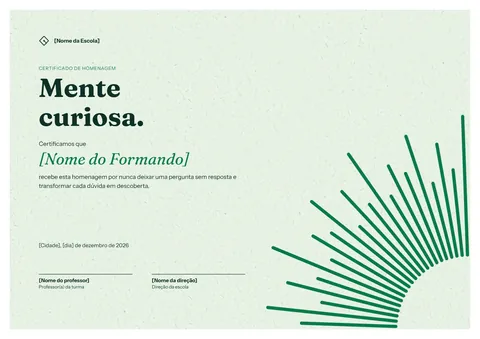 [Nome da Escola]
CERTIFICADO DE HOMENAGEM
Mente
curiosa.
Certificamos que
[Nome do Formando]
recebe esta homenagem por nunca deixar uma pergunta sem resposta e
transformar cada dúvida em descoberta.
[Cidade], [dia] de dezembro de 2026
[Nome do professor] [Nome da direção]
Professor(a) da turma Direção da escola